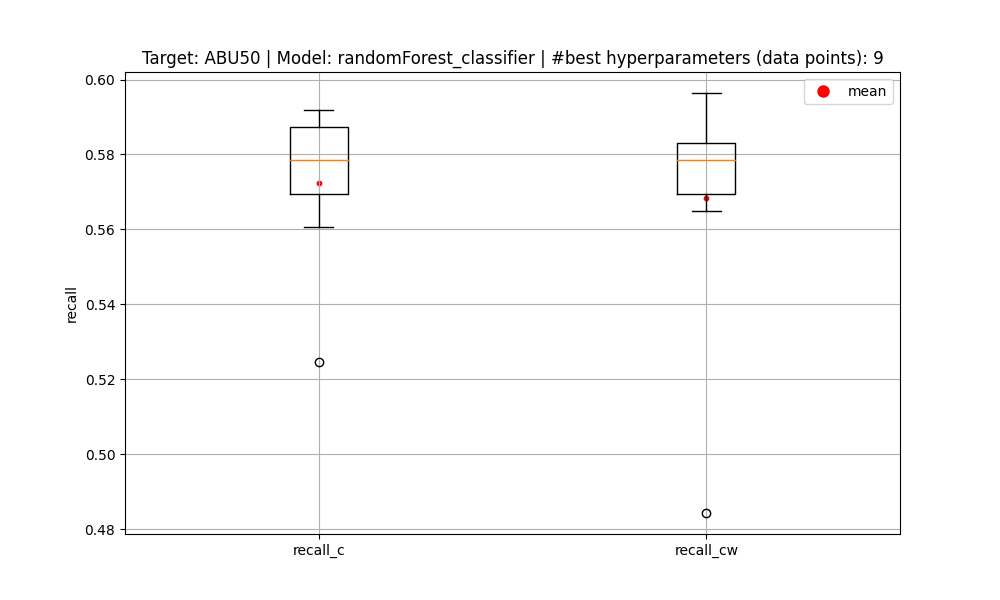 Target: ABU50 | Model: randomForest_classifier | #best hyperparameters (data points): 9
mean
0.60
0.58
0.56
0.54
0.52
0.50
0.48
recall
recall_c
recall_cw